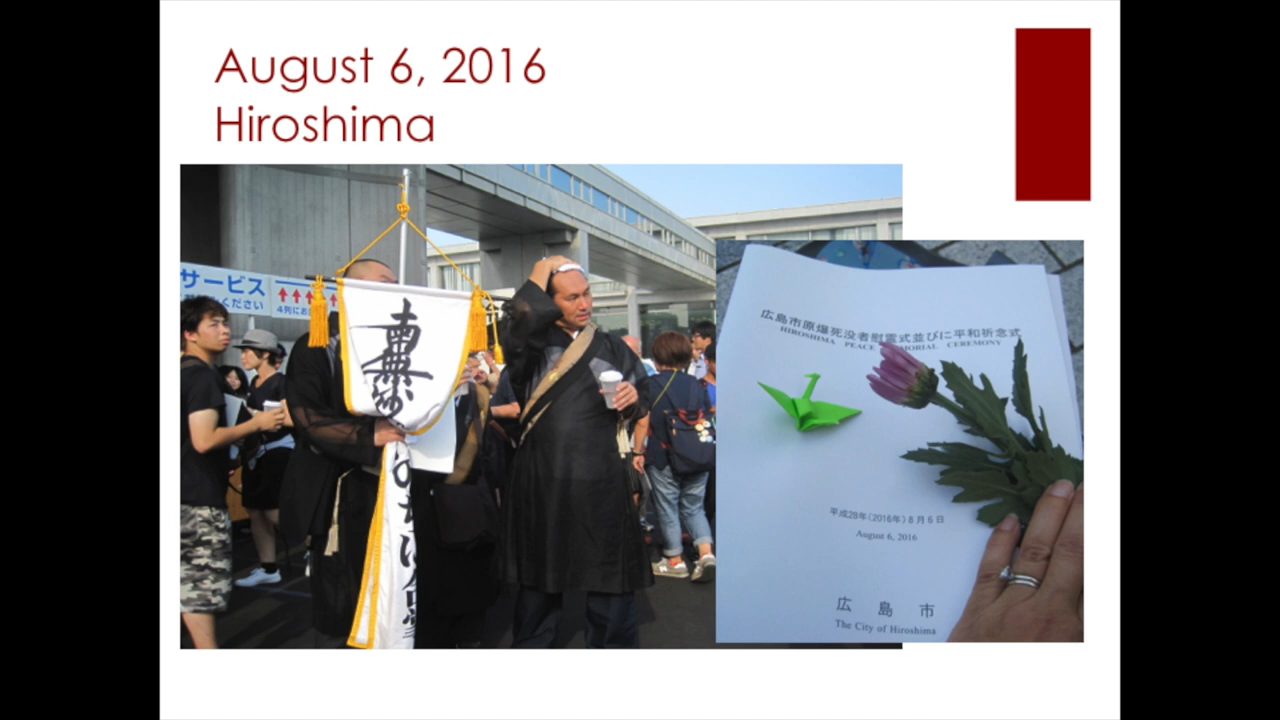 August 6, 2016
Hiroshima
サービス
ください
4列にお
南無妙
広島市原爆死没者慰霊式並びに平和祈念式
HIROSHIMA PEACE MEMORIAL CEREMONY
平成28年(2016年)8月6日
August 6, 2016
広島市
The City of Hiroshima